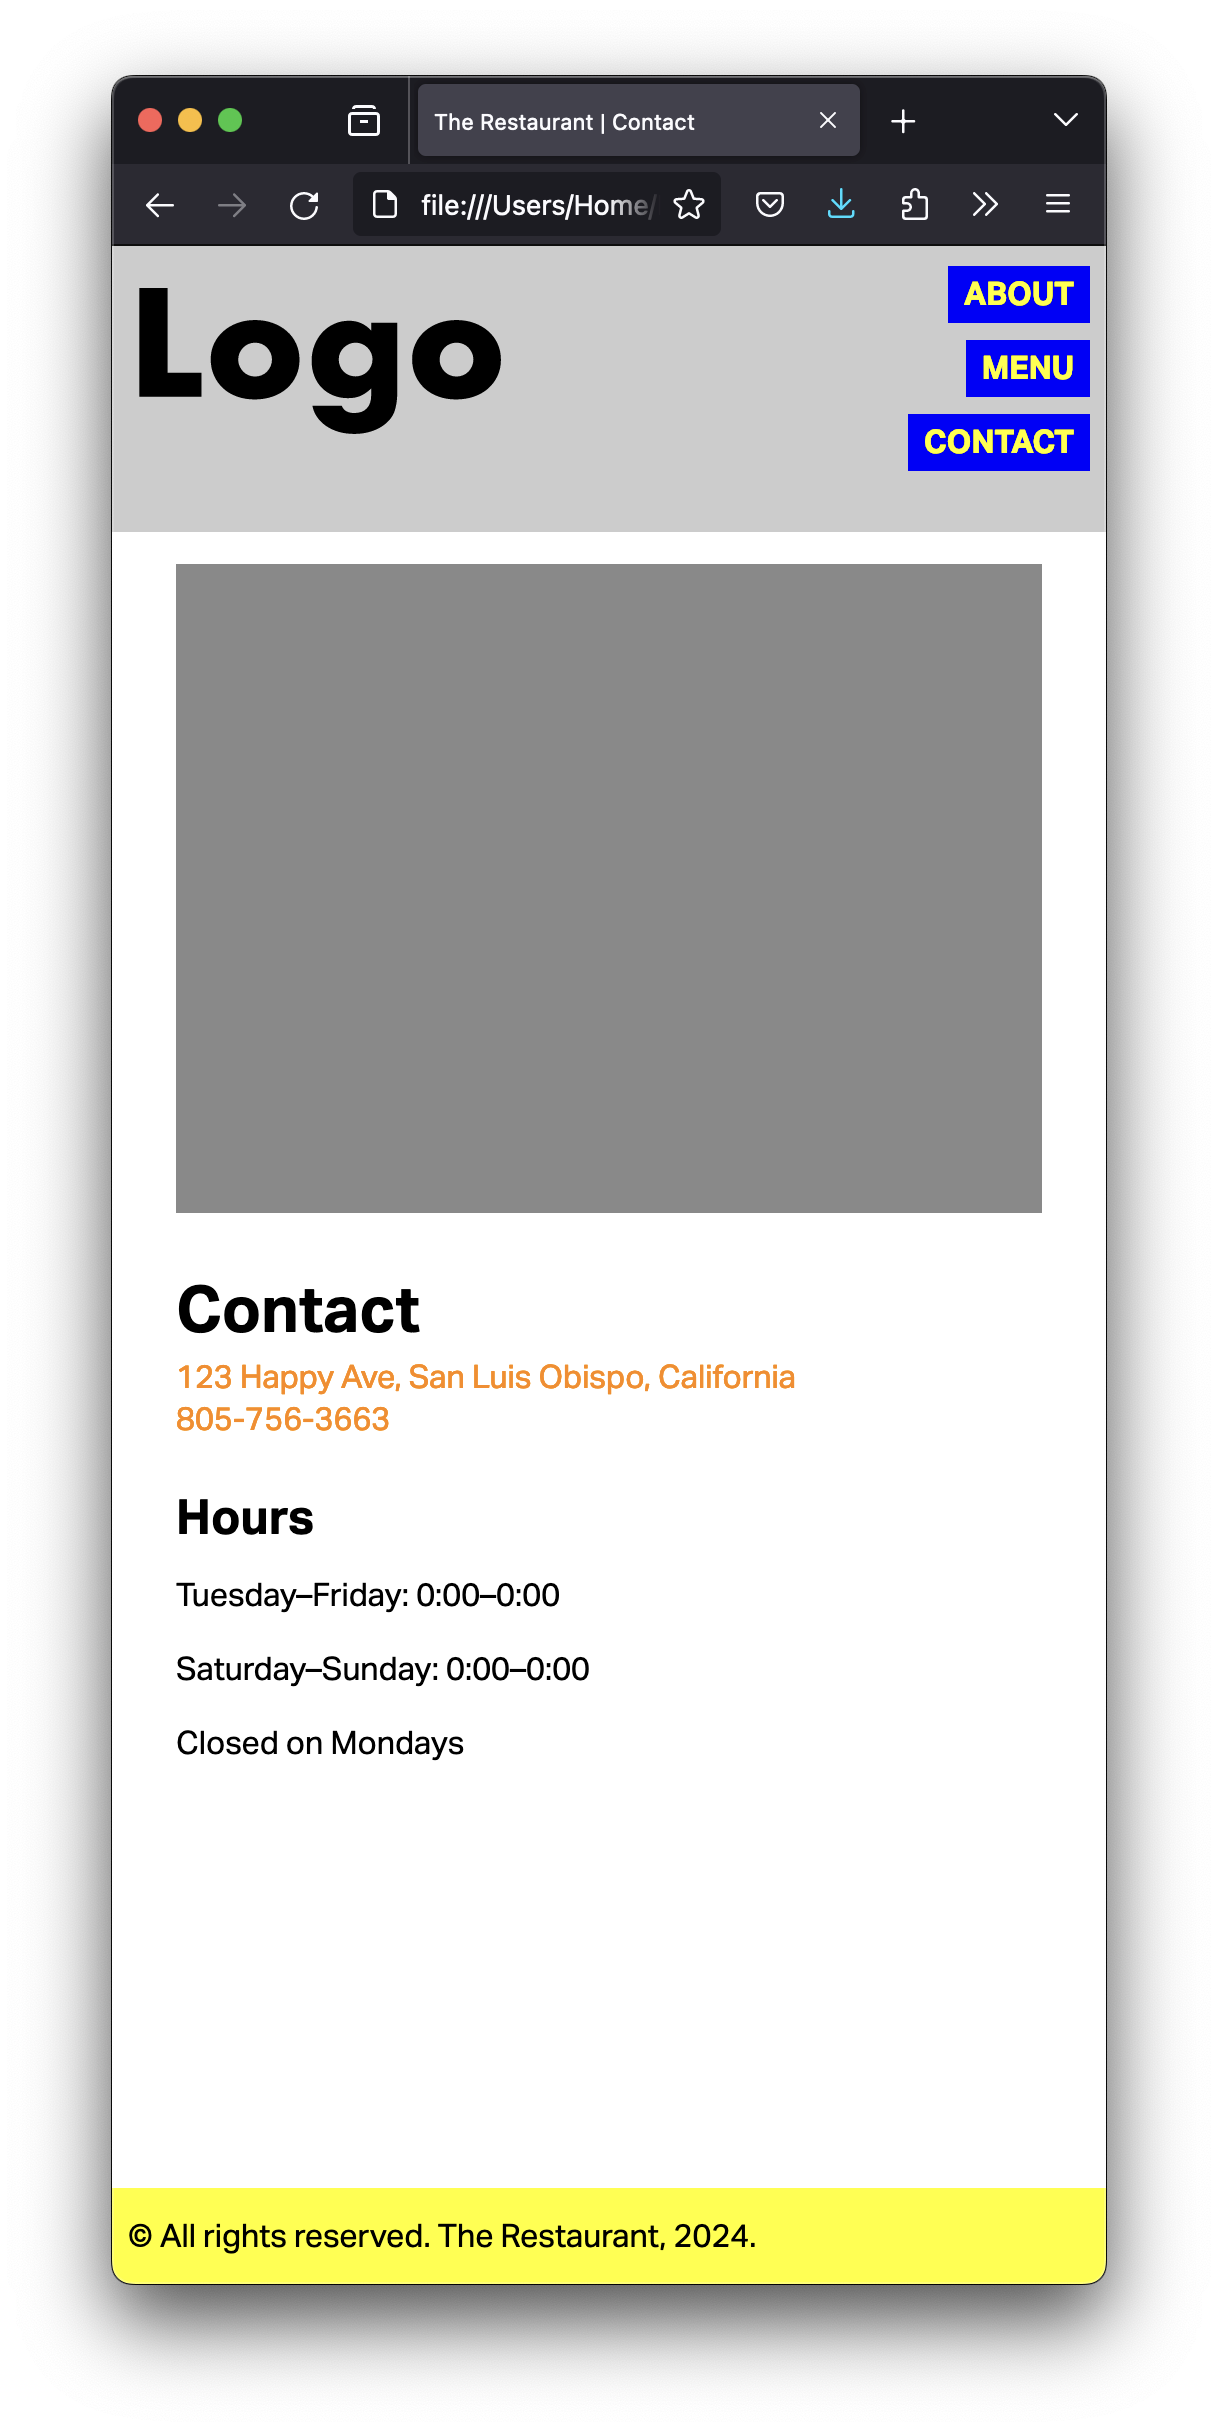 The Restaurant | Contact
file:///Users/Home/
Logo
ABOUT
MENU
CONTACT
Contact
123 Happy Ave, San Luis Obispo, California
805-756-3663
Hours
Tuesday–Friday: 0:00–0:00
Saturday–Sunday: 0:00–0:00
Closed on Mondays
© All rights reserved. The Restaurant, 2024.